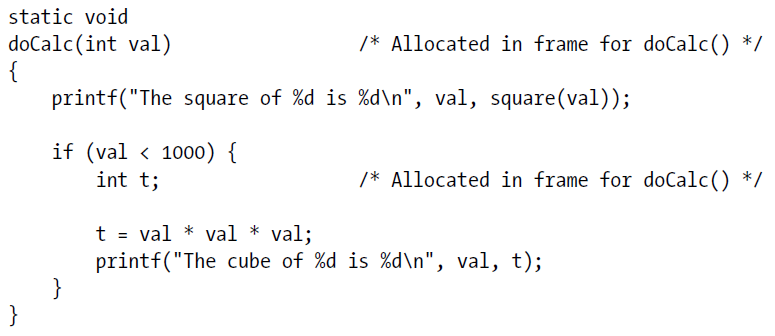 static void
doCalc(int val)                 /* Allocated in frame for doCalc() */
{
    printf("The square of %d is %d\n", val, square(val));

    if (val < 1000) {
        int t;                  /* Allocated in frame for doCalc() */

        t = val * val * val;
        printf("The cube of %d is %d\n", val, t);
    }
}